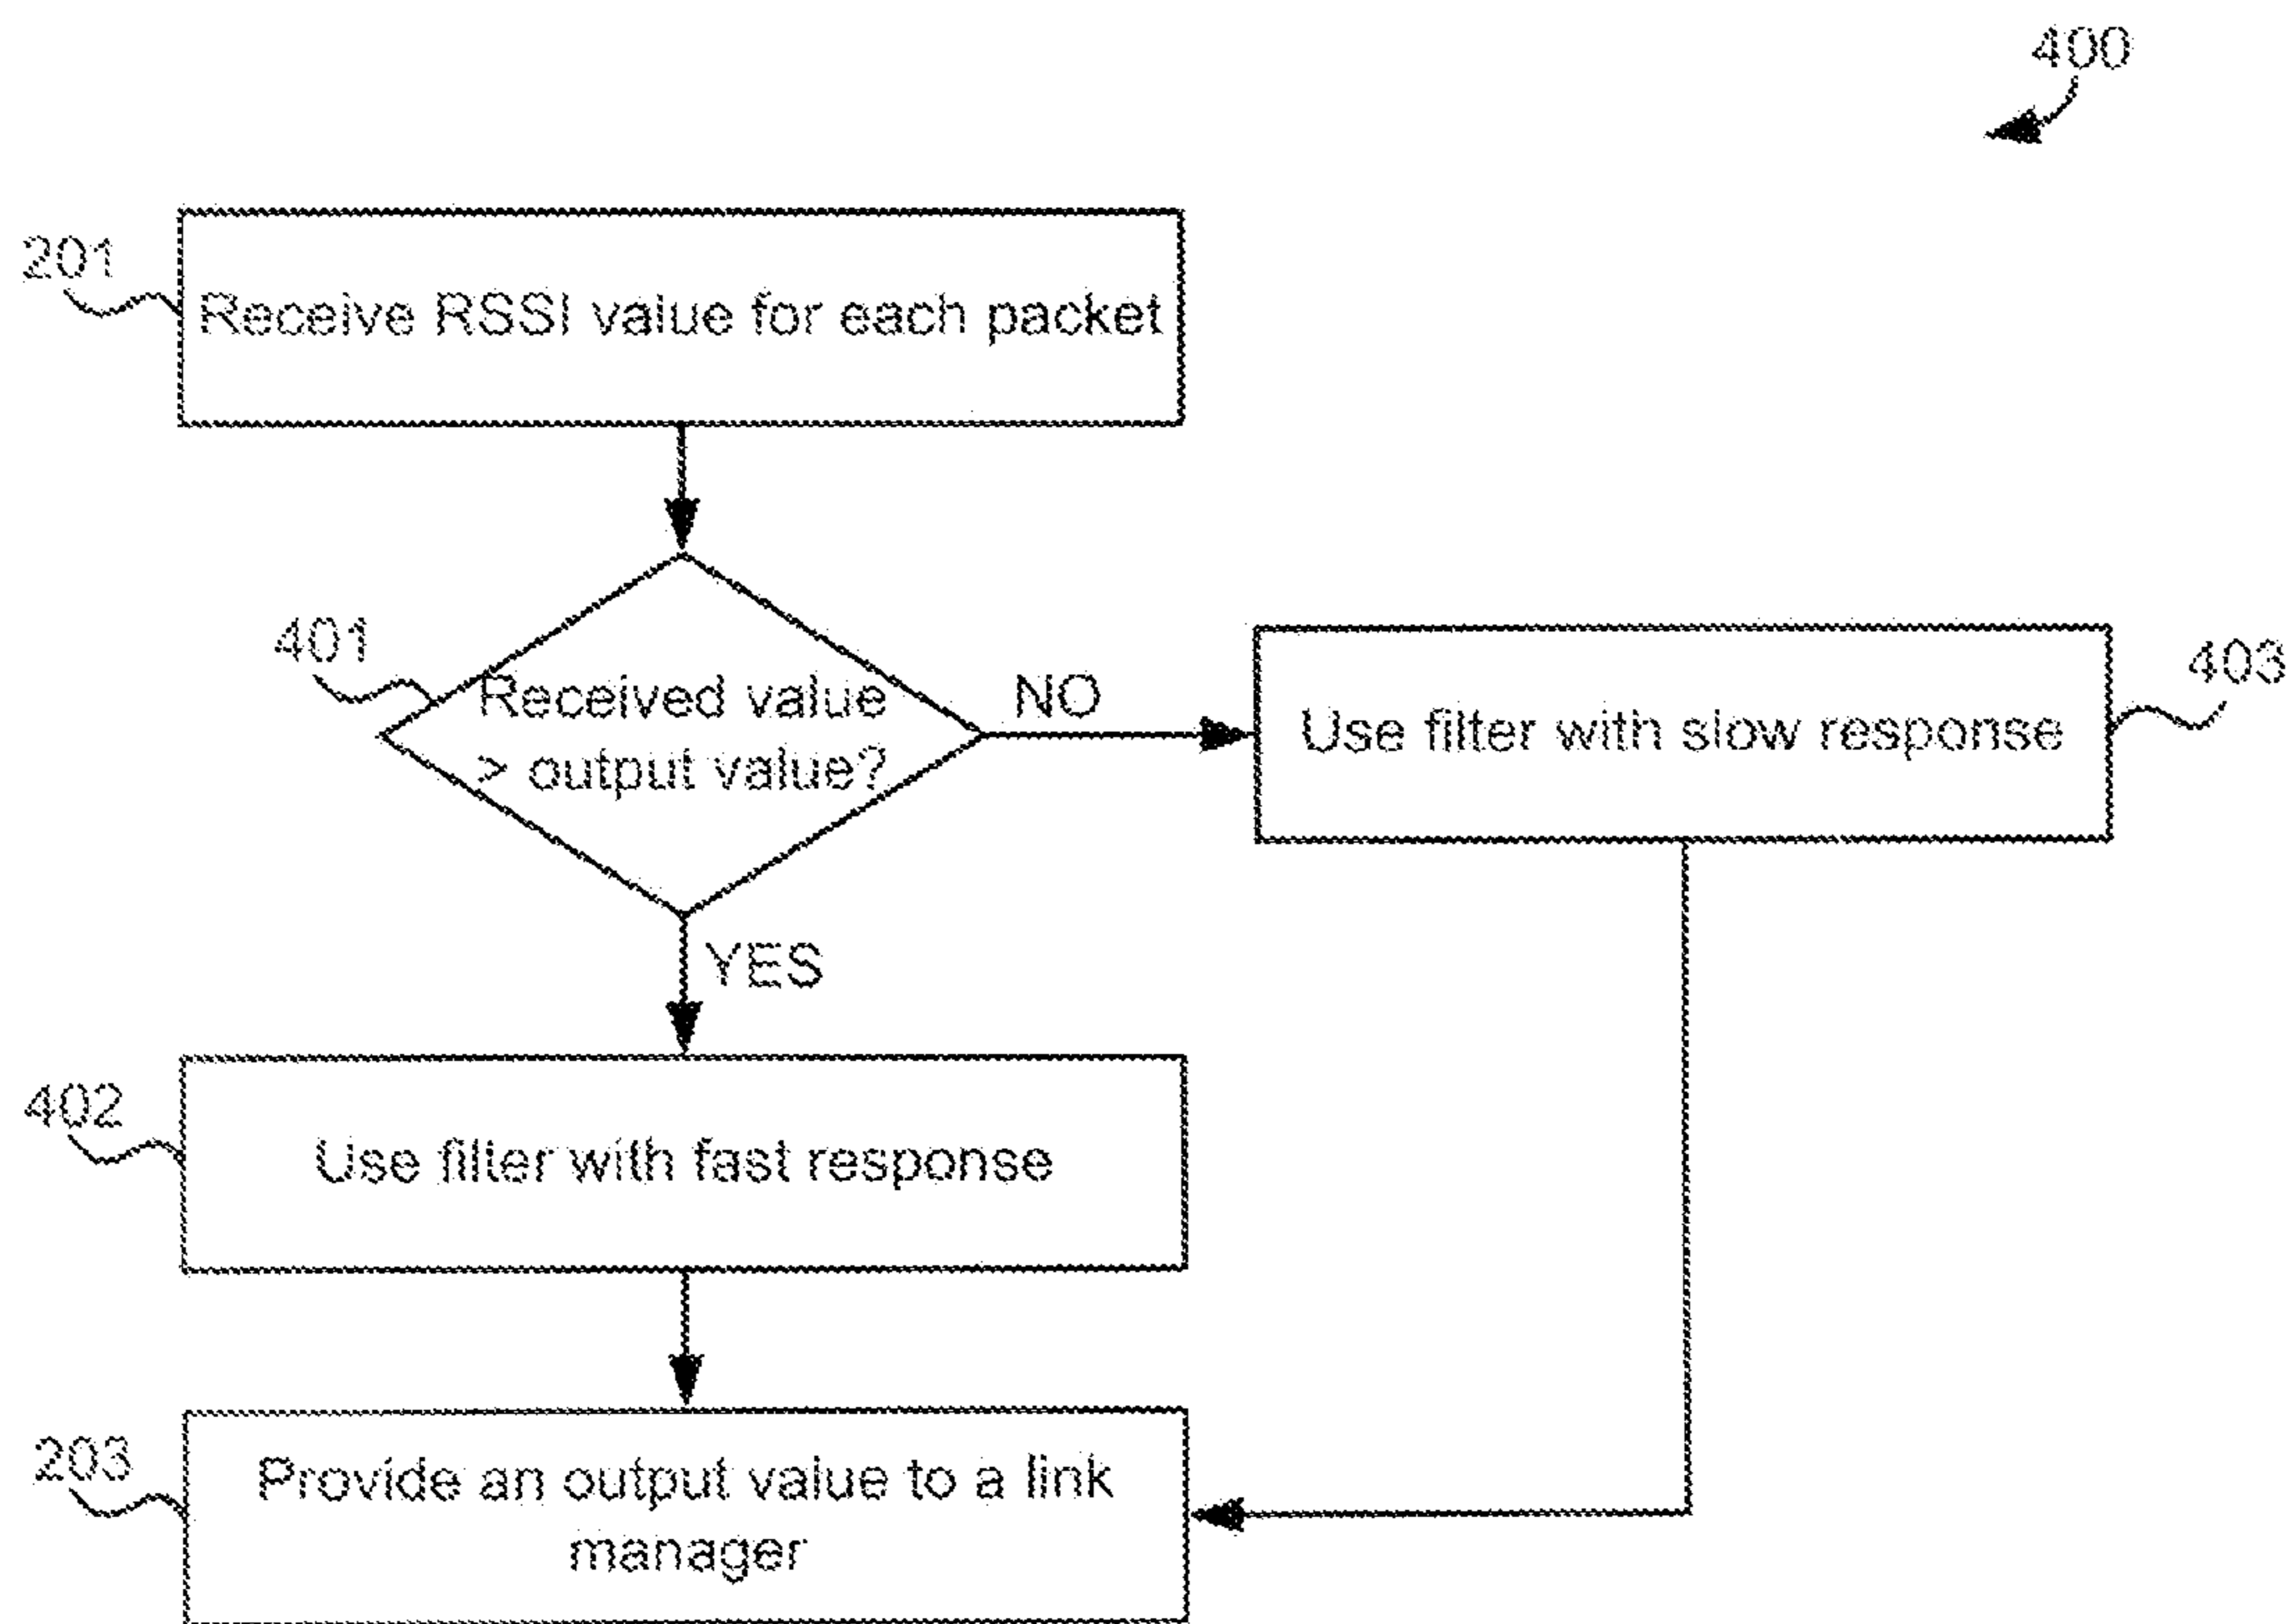 400
201
Receive RSSI value for each packet
401
Received value
> output value?
NO
Use filter with slow response
403
YES
402
Use filter with fast response
203
Provide an output value to a link
manager